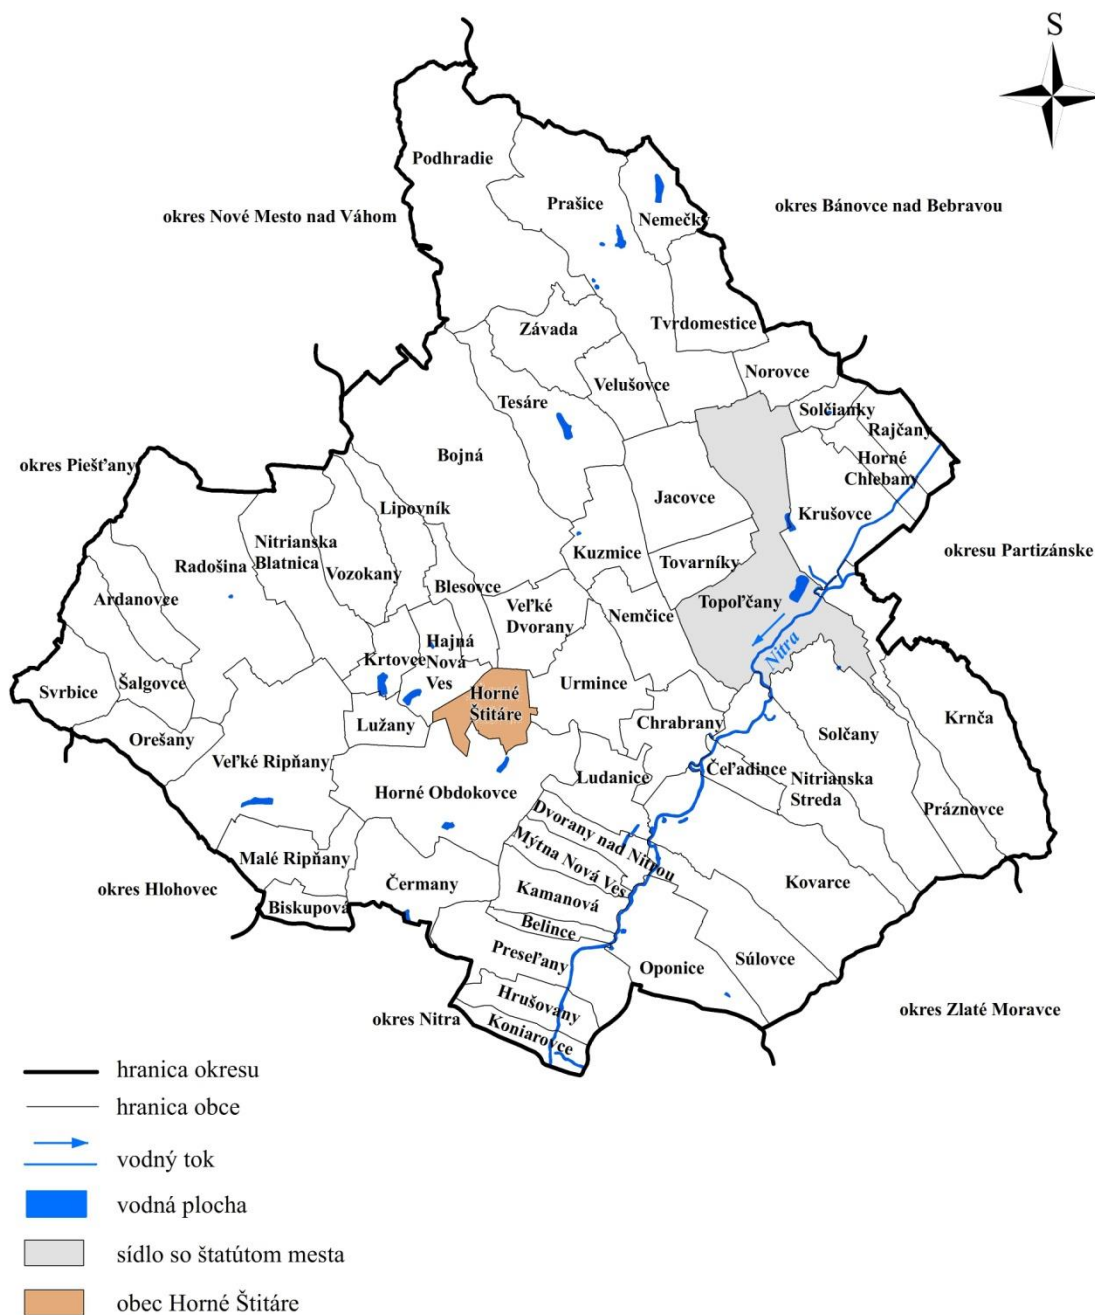 S
Podhradie
okres Nové Mesto nad Váhom
Prašice
Nemečky
okres Bánovce nad Bebravou
Závada
Tvrdomestice
Velušovce
Norovce
Tesáre
Solčianky
Rajčany
Bojná
Horné
Chlebany
okres Piešťany
Jacovce
Lipovník
Krušovce
Nitrianska
Blatnica
Vozokany
Radošina
Kuzmice
Tovarníky
okresu Partizánske
Blesovce
Ardanovce
Veľké
Dvorany
Nemčice
Topoľčany
Nitra
Hajná
Nová
Ves
Krtovce
Svrbice
Šalgovce
Horné
Štitáre
Urmince
Lužany
Chrabrany
Krnča
Orešany
Solčany
Veľké Ripňany
Ludanice
Čeľadince
Nitrianska
Streda
Horné Obdokovce
Práznovce
Dvorany nad Nitrou
Mýtna Nová Ves
Malé Ripňany
okres Hlohovec
Čermany
Kamanová
Kovarce
Biskupová
Belince
Preseľany
Oponice
Súlovce
Hrušovany
okres Nitra
okres Zlaté Moravce
Koniarovce
hranica okresu
hranica obce
vodný tok
vodná plocha
sídlo so štatútom mesta
obec Horné Štitáre